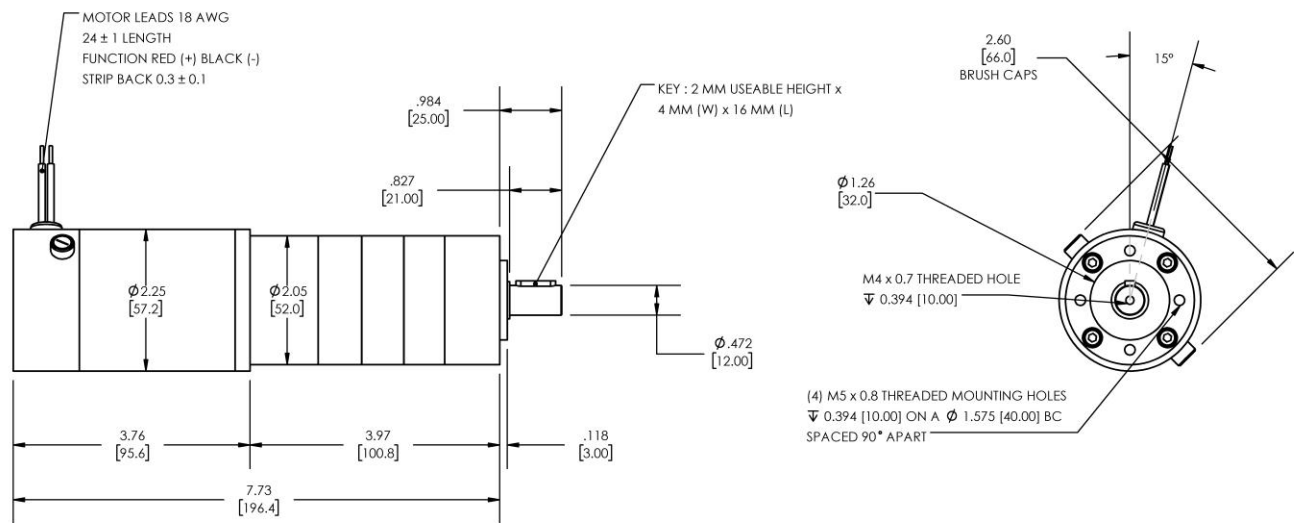 MOTOR LEADS 18 AWG
24 ± 1 LENGTH
FUNCTION RED (+) BLACK (-)
STRIP BACK 0.3 ± 0.1
.984
[25.00]
KEY : 2 MM USEABLE HEIGHT x
4 MM (W) x 16 MM (L)
.827
[21.00]
Ø2.25
[57.2]
Ø2.05
[52.0]
Ø.472
[12.00]
3.76
[95.6]
3.97
[100.8]
.118
[3.00]
7.73
[196.4]
2.60
[66.0]
BRUSH CAPS
15°
Ø1.26
[32.0]
M4 x 0.7 THREADED HOLE
↧ 0.394 [10.00]
(4) M5 x 0.8 THREADED MOUNTING HOLES
↧ 0.394 [10.00] ON A Ø 1.575 [40.00] BC
SPACED 90° APART